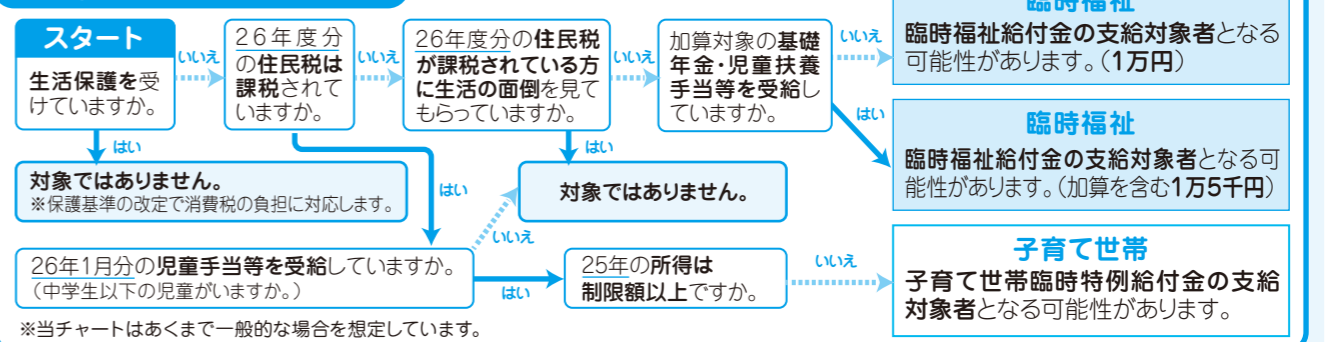 スタート
生活保護を受
けていますか。
いいえ
はい
26年度分
の住民税は
課税されて
いますか。
いいえ
はい
26年度分の住民税
が課税されている方
に生活の面倒を見て
もらっていますか。
いいえ
はい
加算対象の基礎
年金・児童扶養
手当等を受給し
ていますか。
いいえ
はい
臨時福祉
臨時福祉給付金の支給対象者となる
可能性があります。(1万円)
臨時福祉
臨時福祉給付金の支給対象者となる可
能性があります。(加算を含む1万5千円)
対象ではありません。
※保護基準の改定で消費税の負担に対応します。
対象ではありません。
26年1月分の児童手当等を受給していますか。
(中学生以下の児童がいますか。)
いいえ
はい
25年の所得は
制限額以上ですか。
いいえ
子育て世帯
子育て世帯臨時特例給付金の支給
対象者となる可能性があります。
※当チャートはあくまで一般的な場合を想定しています。